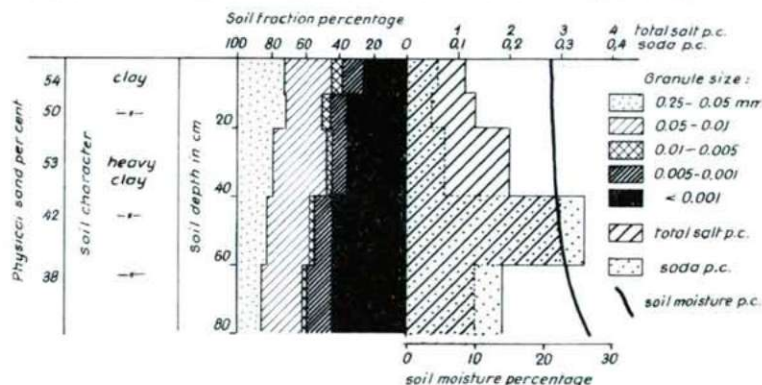 Soil fraction percentage
100 80 60 40 20 0
1 2 3 4 total salt p.c.
0,1 0,2 0,3 0,4 soda p.c.
Physical sand per cent
54
50
53
42
38
soil character
clay
—"—
heavy
clay
—"—
—"—
Soil depth in cm
20
40
60
80
Granule size :
0.25 - 0.05 mm
0.05 - 0.01
0.01 - 0.005
0.005-0.001
< 0.001
total salt p.c.
soda p.c.
soil moisture p.c.
0 10 20 30
soil moisture percentage